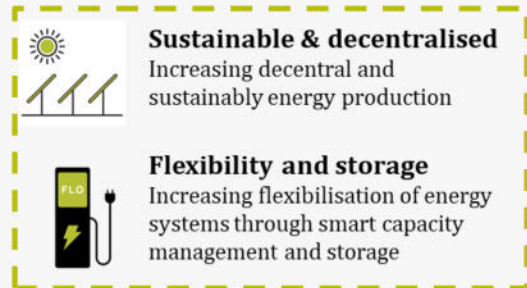 Sustainable & decentralised
Increasing decentral and
sustainably energy production
Flexibility and storage
FLO
Increasing flexibilisation of energy
systems through smart capacity
management and storage